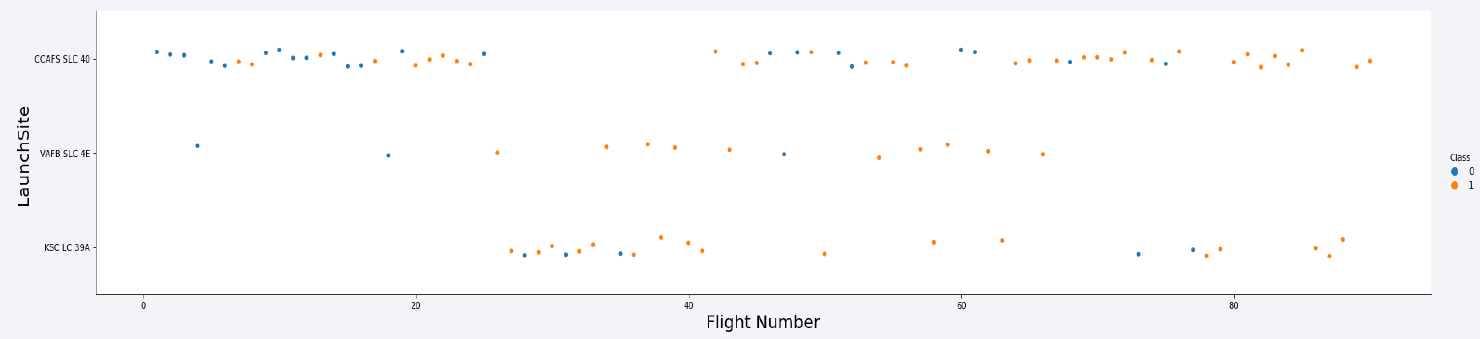 CCAFS SLC 40
VAFB SLC 4E
KSC LC 39A
LaunchSite
0 20 40 60 80
Flight Number
Class
0
1